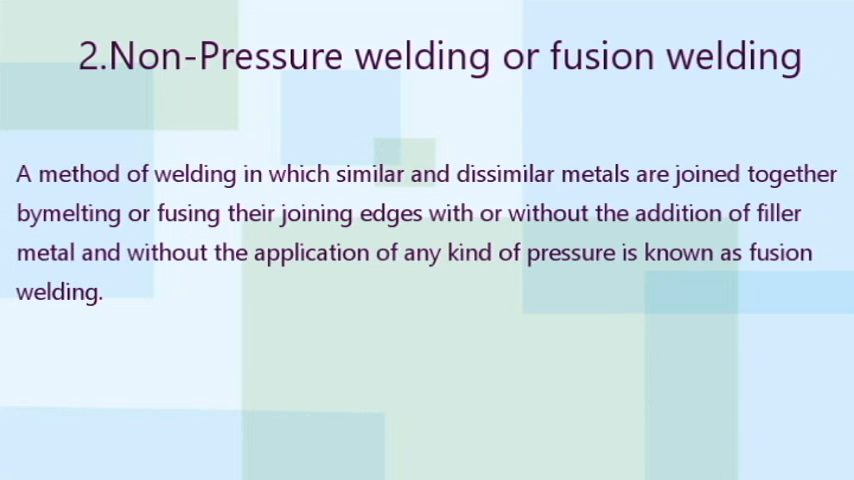 2.Non-Pressure welding or fusion welding
A method of welding in which similar and dissimilar metals are joined together
bymelting or fusing their joining edges with or without the addition of filler
metal and without the application of any kind of pressure is known as fusion
welding.